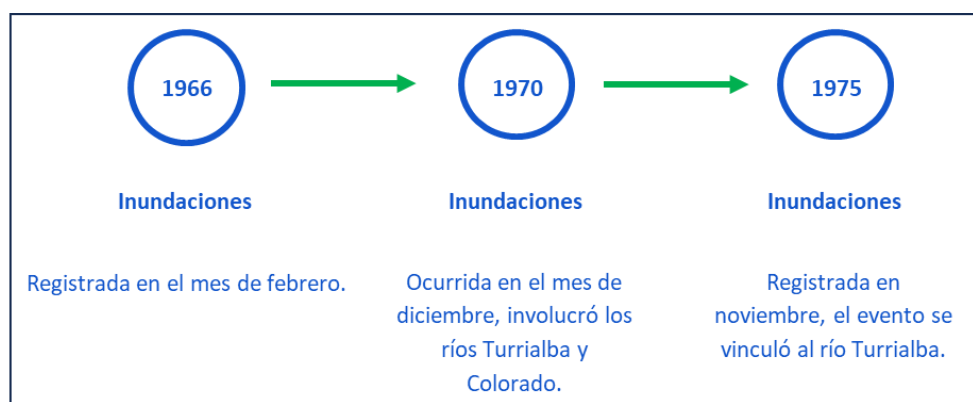 1966
1970
1975
Inundaciones
Inundaciones
Inundaciones
Registrada en el mes de febrero.
Ocurrida en el mes de
diciembre, involucró los
ríos Turrialba y
Colorado.
Registrada en
noviembre, el evento se
vinculó al río Turrialba.